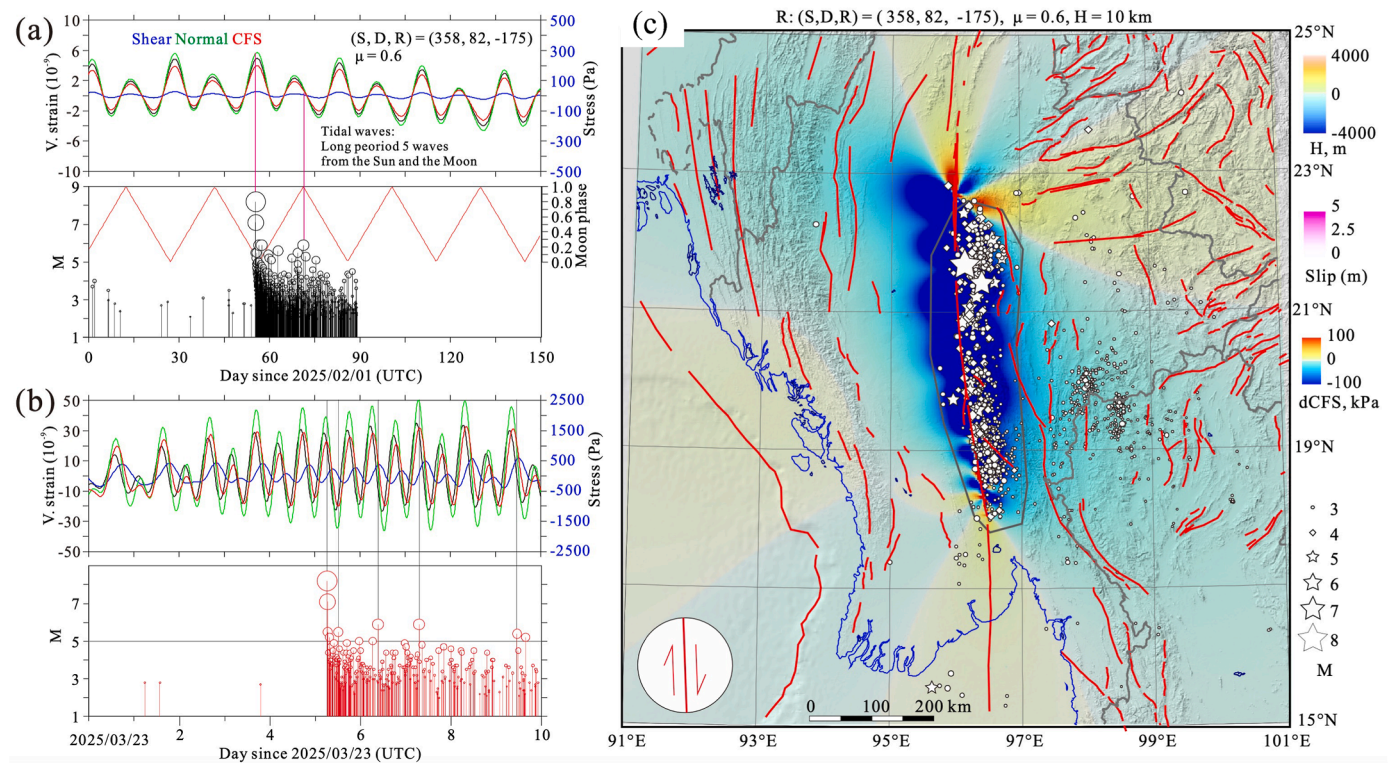 (a)
Shear Normal CFS
(S, D, R) = (358, 82, -175)
μ = 0.6
V. strain (10⁻⁹)
10
6
2
-2
-6
-10
500
300
100
-100
-300
-500
Stress (Pa)
Tidal waves:
Long peoriod 5 waves
from the Sun and the Moon
M
9
7
5
3
1
1.0
0.8
0.6
0.4
0.2
0.0
Moon phase
0 30 60 90 120 150
Day since 2025/02/01 (UTC)
(b)
V. strain (10⁻⁹)
50
30
10
-10
-30
-50
2500
1500
500
-500
-1500
-2500
Stress (Pa)
M
7
5
3
1
2025/03/23 2 4 6 8 10
Day since 2025/03/23 (UTC)
(c)
R: (S,D,R) = (358, 82, -175), μ = 0.6, H = 10 km
25°N
23°N
21°N
19°N
15°N
91°E 93°E 95°E 97°E 99°E 101°E
0 100 200 km
4000
0
-4000
H, m
5
2.5
0
Slip (m)
100
0
-100
dCFS, kPa
3
4
5
6
7
8
M